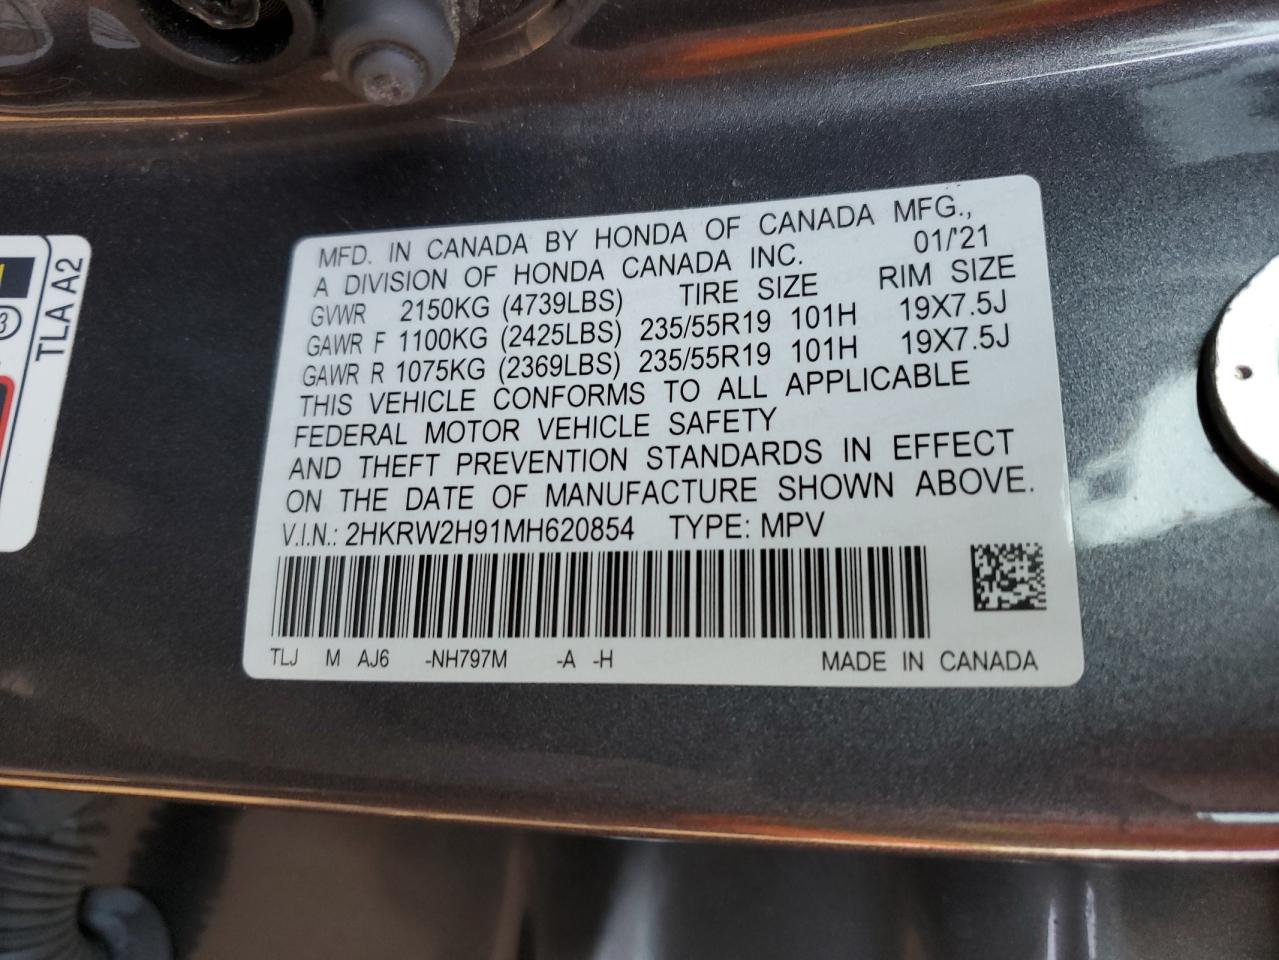 MFD. IN CANADA BY HONDA OF CANADA MFG.,
A DIVISION OF HONDA CANADA INC. 01/'21
GVWR 2150KG (4739LBS) TIRE SIZE RIM SIZE
GAWR F 1100KG (2425LBS) 235/55R19 101H 19X7.5J
GAWR R 1075KG (2369LBS) 235/55R19 101H 19X7.5J
THIS VEHICLE CONFORMS TO ALL APPLICABLE
FEDERAL MOTOR VEHICLE SAFETY
AND THEFT PREVENTION STANDARDS IN EFFECT
ON THE DATE OF MANUFACTURE SHOWN ABOVE.
V.I.N.: 2HKRW2H91MH620854 TYPE: MPV
TLJ M AJ6 -NH797M -A -H MADE IN CANADA
TLA A2
3